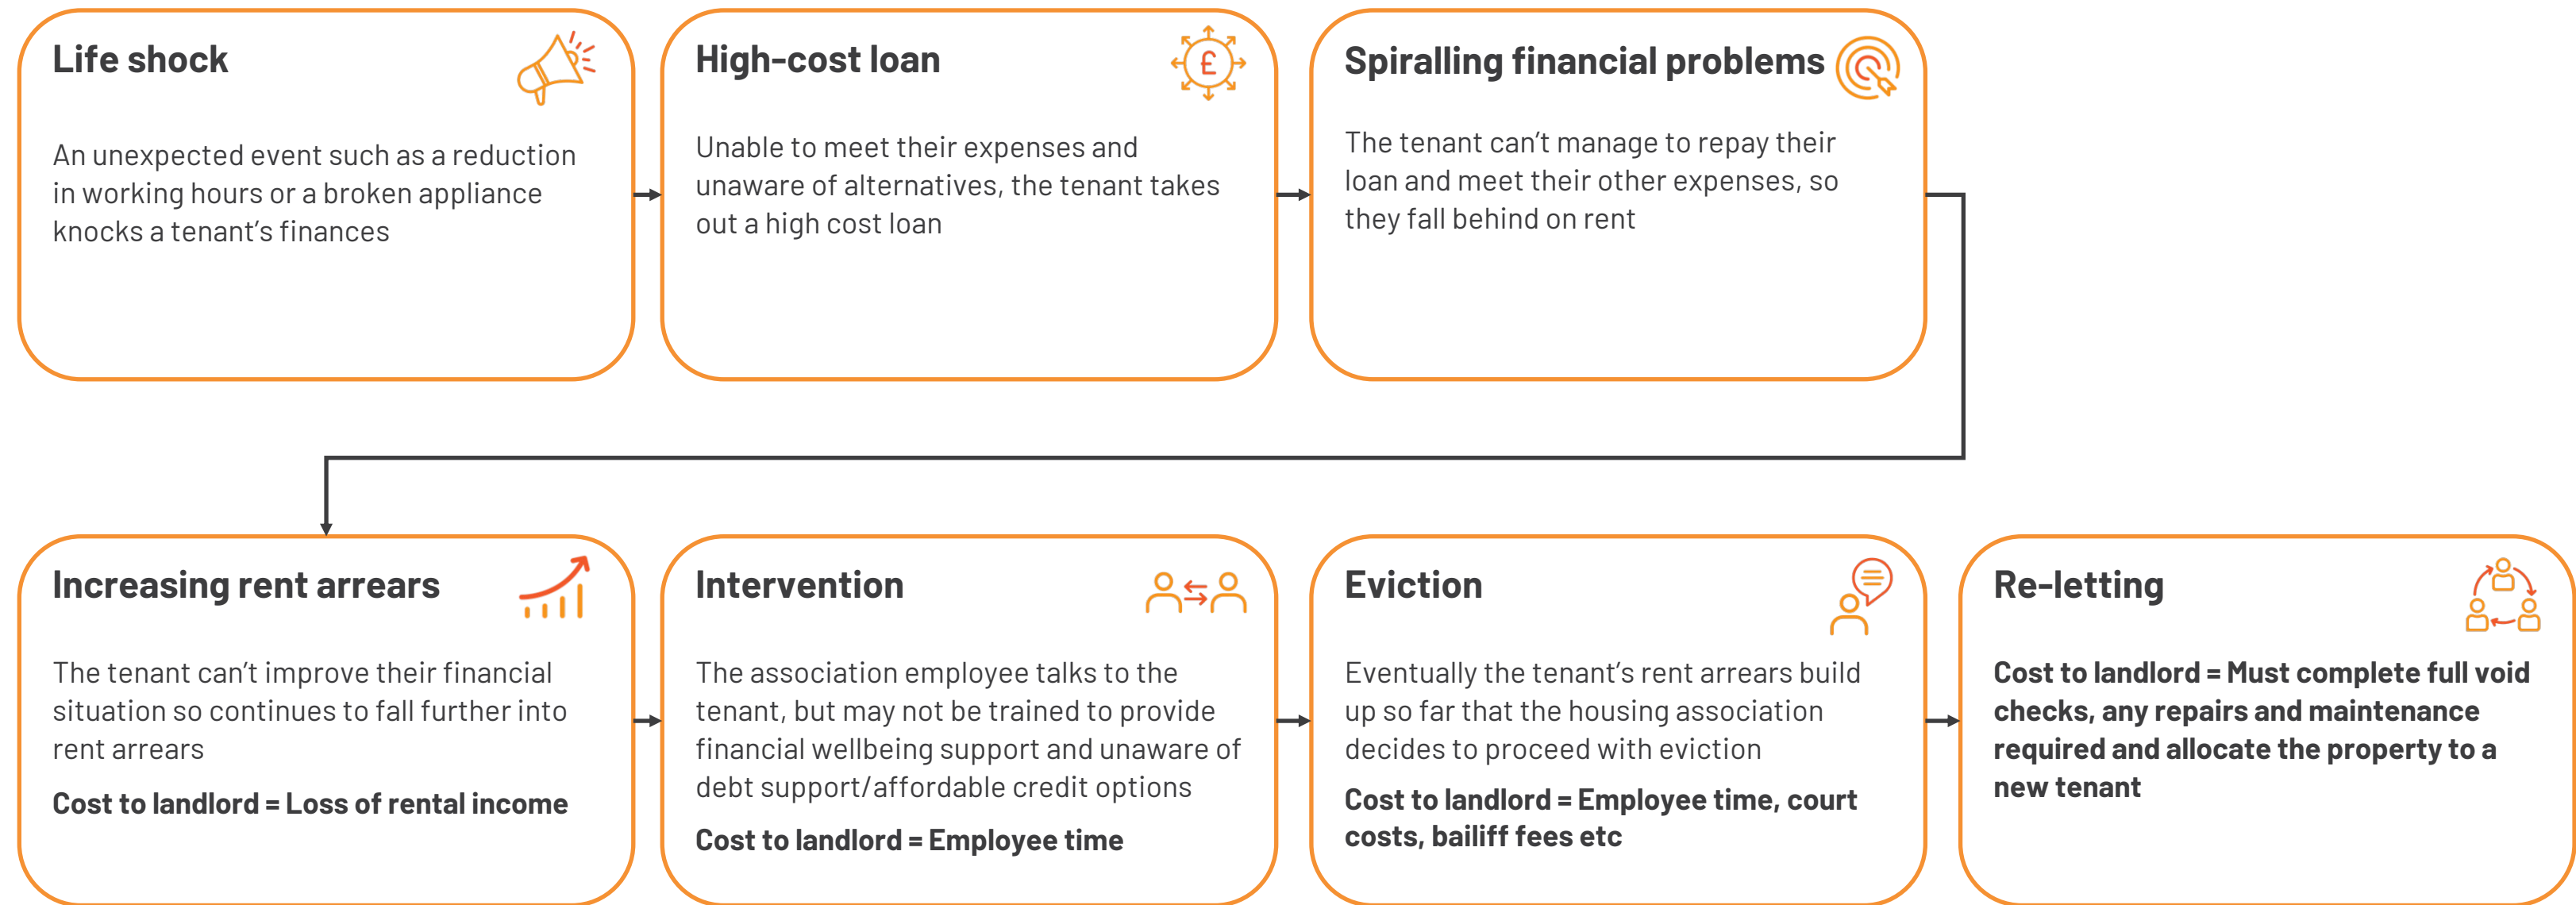 Life shock
An unexpected event such as a reduction
in working hours or a broken appliance
knocks a tenant's finances
High-cost loan
£
Unable to meet their expenses and
unaware of alternatives, the tenant takes
out a high cost loan
Spiralling financial problems
The tenant can't manage to repay their
loan and meet their other expenses, so
they fall behind on rent
Increasing rent arrears
The tenant can't improve their financial
situation so continues to fall further into
rent arrears
Cost to landlord = Loss of rental income
Intervention
The association employee talks to the
tenant, but may not be trained to provide
financial wellbeing support and unaware of
debt support/affordable credit options
Cost to landlord = Employee time
Eviction
Eventually the tenant's rent arrears build
up so far that the housing association
decides to proceed with eviction
Cost to landlord = Employee time, court
costs, bailiff fees etc
Re-letting
Cost to landlord = Must complete full void
checks, any repairs and maintenance
required and allocate the property to a
new tenant